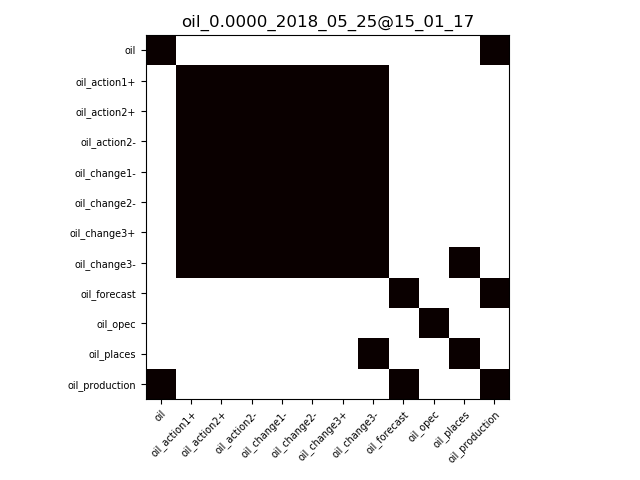 oil_0.0000_2018_05_25@15_01_17
oil
oil_action1+
oil_action2+
oil_action2-
oil_change1-
oil_change2-
oil_change3+
oil_change3-
oil_forecast
oil_opec
oil_places
oil_production
oil
oil_action1+
oil_action2+
oil_action2-
oil_change1-
oil_change2-
oil_change3+
oil_change3-
oil_forecast
oil_opec
oil_places
oil_production